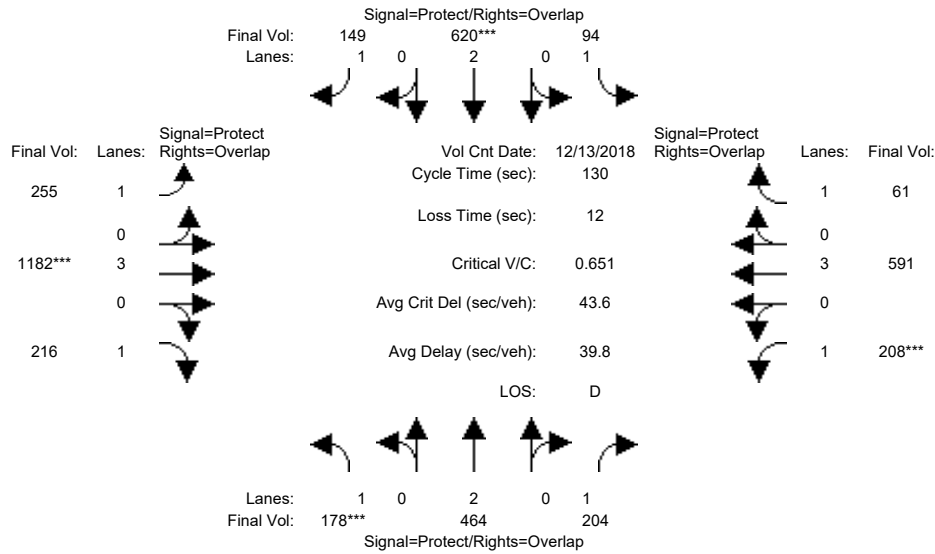 Signal=Protect/Rights=Overlap
Final Vol: 149 620*** 94
Lanes: 1 0 2 0 1
Signal=Protect Signal=Protect
Final Vol: Lanes: Rights=Overlap Vol Cnt Date: 12/13/2018 Rights=Overlap Lanes: Final Vol:
Cycle Time (sec): 130
255 1 1 61
Loss Time (sec): 12
0 0
1182*** 3 Critical V/C: 0.651 3 591
0 Avg Crit Del (sec/veh): 43.6 0
216 1 Avg Delay (sec/veh): 39.8 1 208***
LOS: D
Lanes: 1 0 2 0 1
Final Vol: 178*** 464 204
Signal=Protect/Rights=Overlap